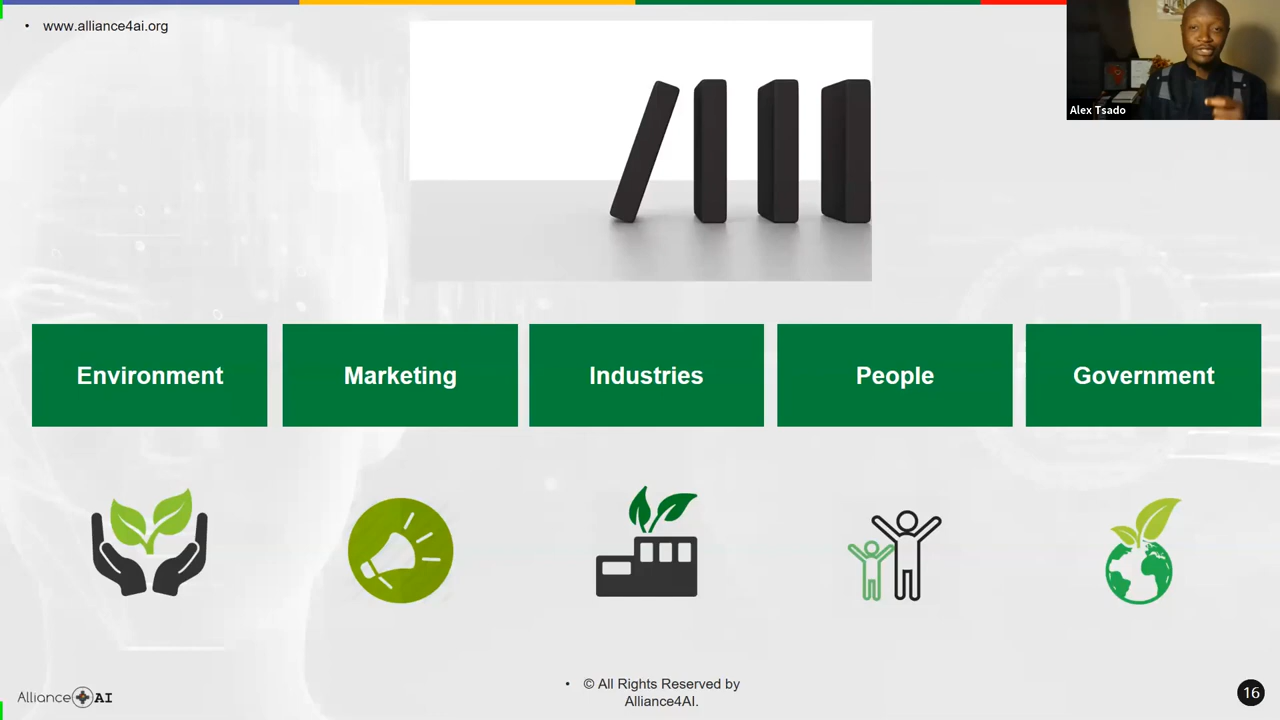 www.alliance4ai.org
Alex Tsado
Environment
Marketing
Industries
People
Government
Alliance AI
© All Rights Reserved by
Alliance4AI.
16